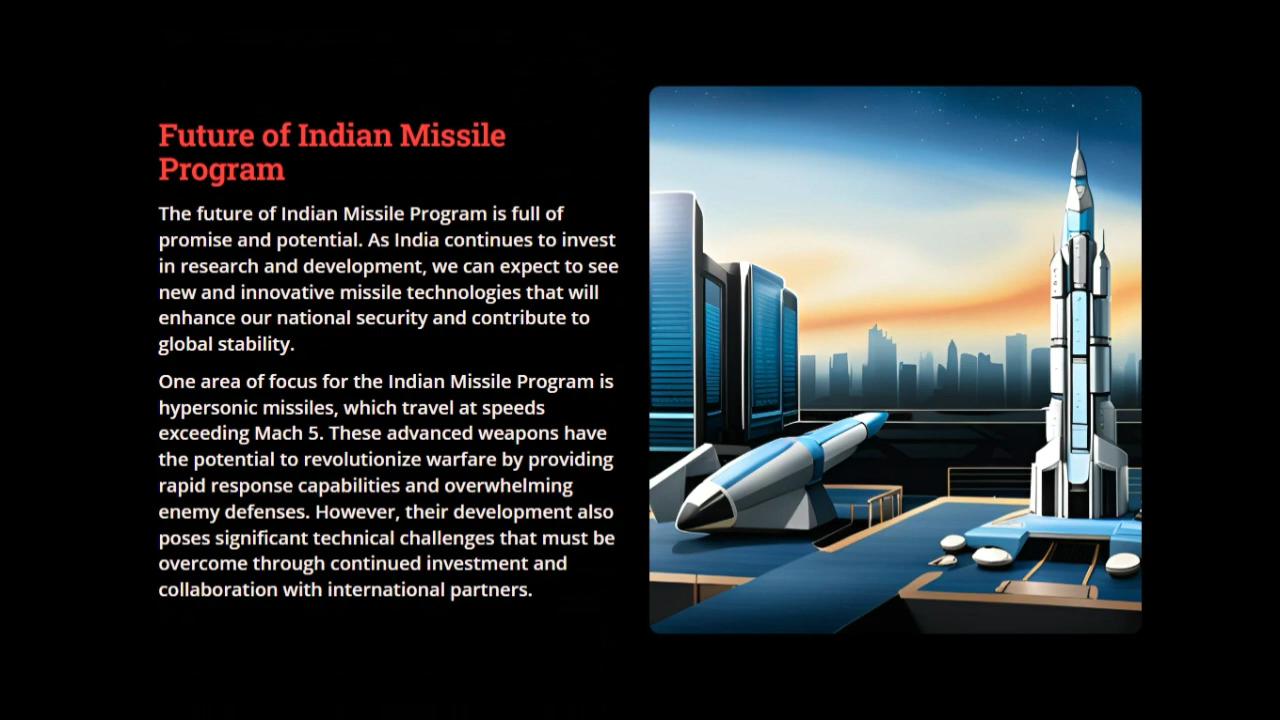 Future of Indian Missile
Program
The future of Indian Missile Program is full of
promise and potential. As India continues to invest
in research and development, we can expect to see
new and innovative missile technologies that will
enhance our national security and contribute to
global stability.
One area of focus for the Indian Missile Program is
hypersonic missiles, which travel at speeds
exceeding Mach 5. These advanced weapons have
the potential to revolutionize warfare by providing
rapid response capabilities and overwhelming
enemy defenses. However, their development also
poses significant technical challenges that must be
overcome through continued investment and
collaboration with international partners.